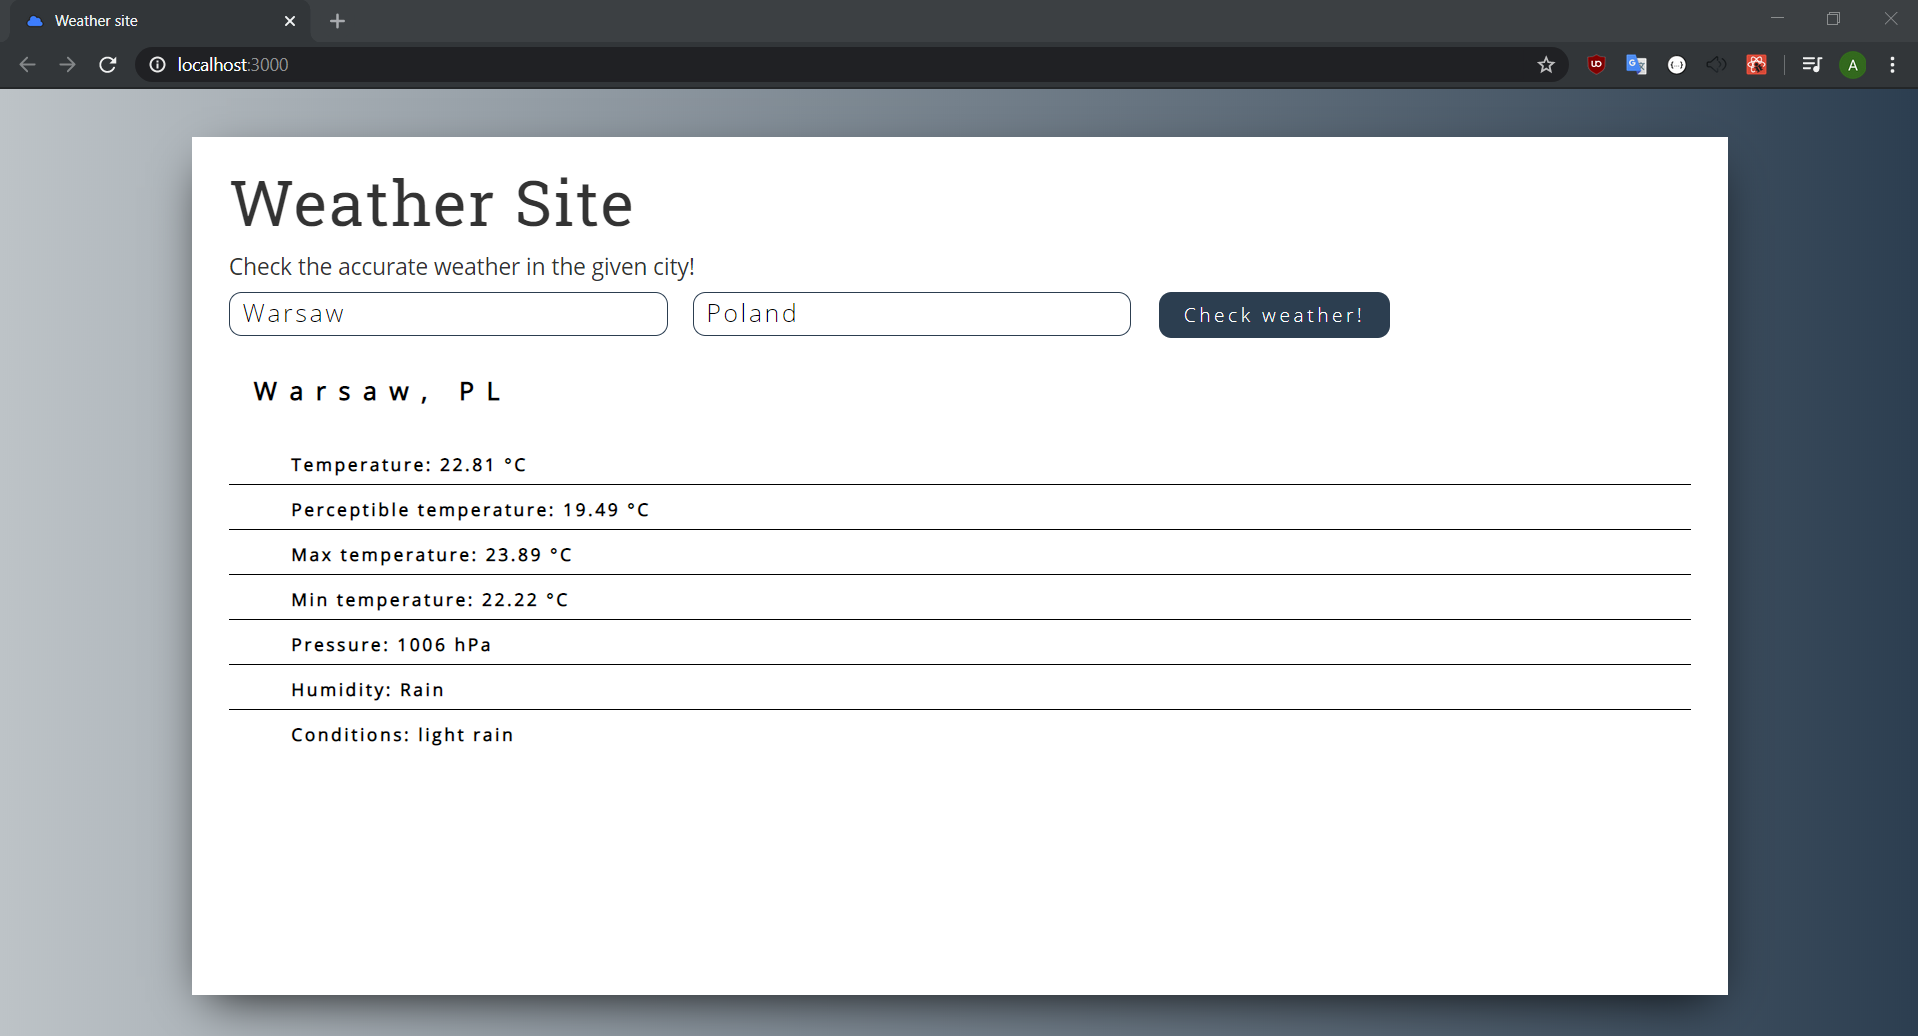 Weather site
localhost:3000
A
Weather Site
Check the accurate weather in the given city!
Warsaw
Poland
Check weather!
Warsaw, PL
Temperature: 22.81 °C
Perceptible temperature: 19.49 °C
Max temperature: 23.89 °C
Min temperature: 22.22 °C
Pressure: 1006 hPa
Humidity: Rain
Conditions: light rain